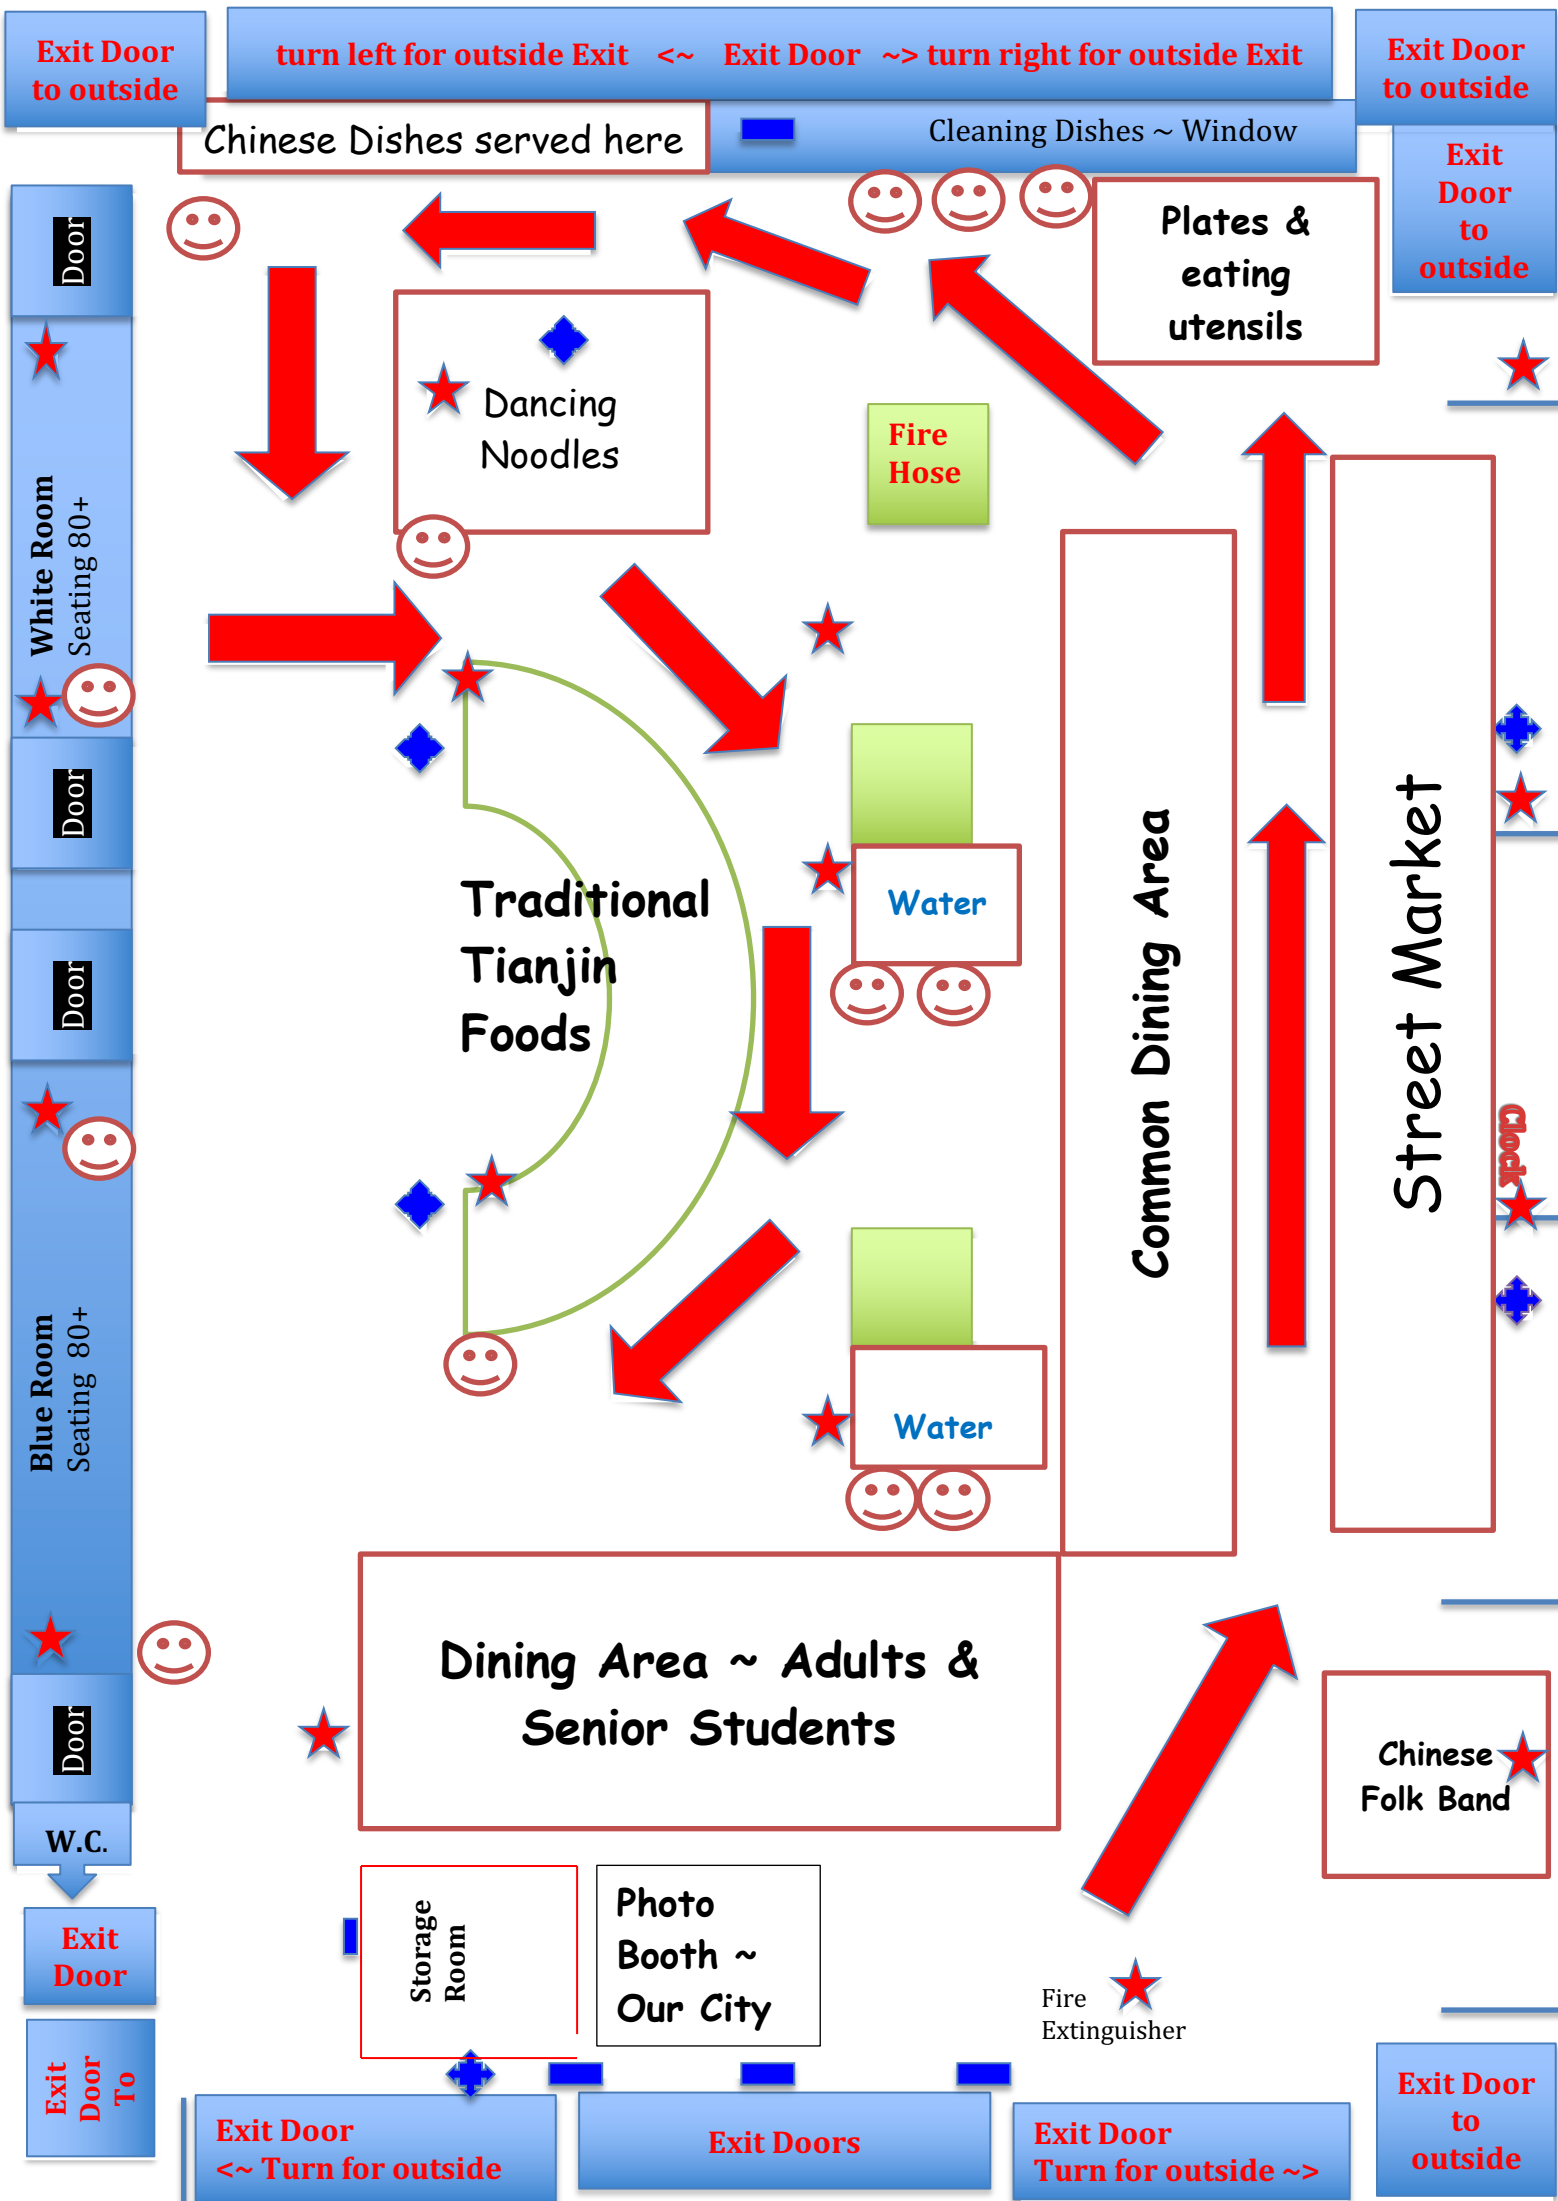 Exit Door
to outside
turn left for outside Exit <~ Exit Door ~> turn right for outside Exit
Exit Door
to outside
Chinese Dishes served here
Cleaning Dishes ~ Window
Exit
Door
to
outside
Plates &
eating
utensils
Door
Dancing
Noodles
Fire
Hose
White Room
Seating 80+
Door
Traditional
Tianjin
Foods
Water
Common Dining Area
Street Market
Door
Clock
Blue Room
Seating 80+
Water
Dining Area ~ Adults &
Senior Students
Door
Chinese
Folk Band
W.C.
Storage
Room
Photo
Booth ~
Our City
Exit
Door
Fire
Extinguisher
Exit
Door
To
Exit Door
<~ Turn for outside
Exit Doors
Exit Door
Turn for outside ~>
Exit Door
to
outside